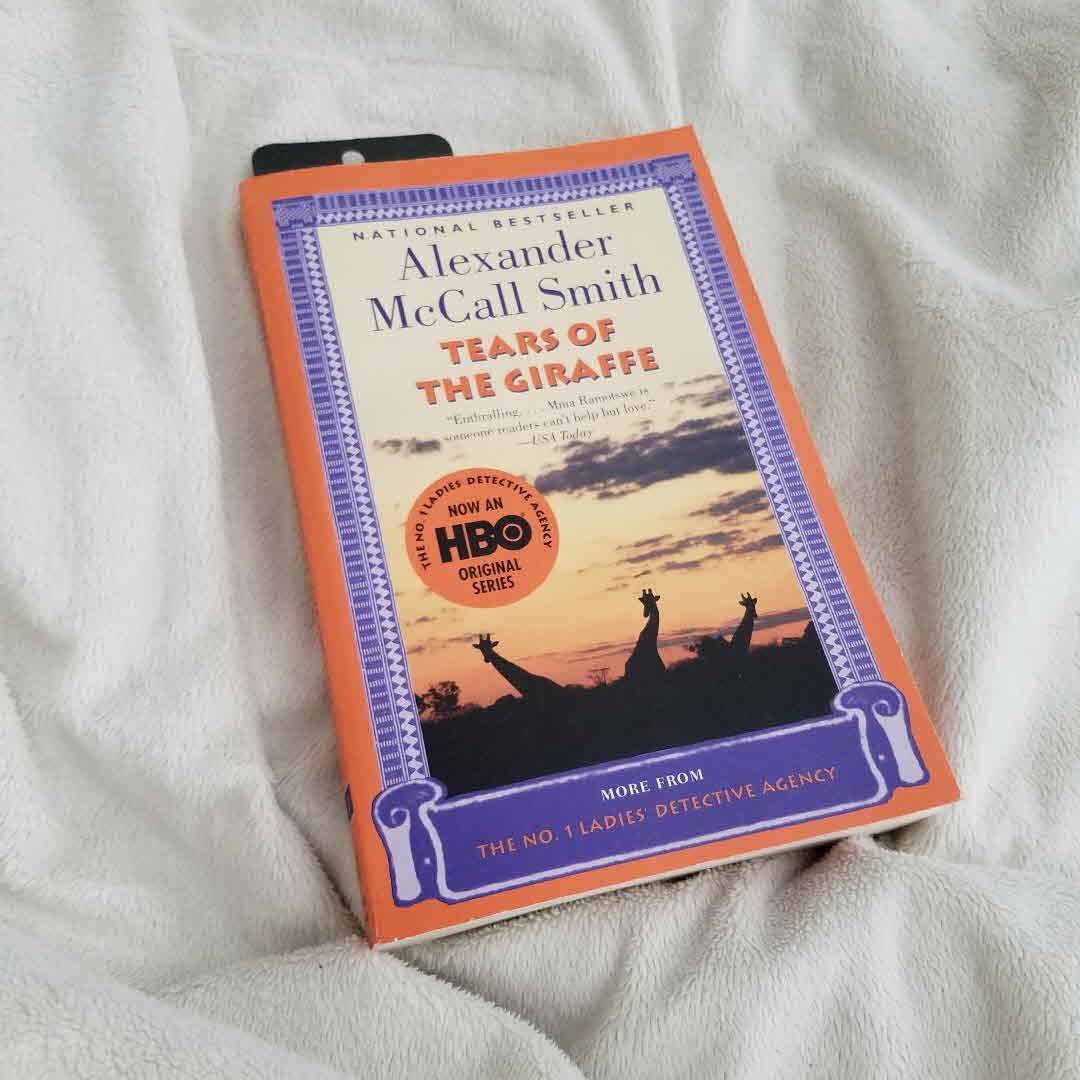 NATIONAL BESTSELLER
Alexander
McCall Smith
TEARS OF
THE GIRAFFE
"Enthralling. . . . Mma Ramotswe is
someone readers can't help but love."
—USA Today
THE NO. 1 LADIES DETECTIVE AGENCY
NOW AN
HBO
ORIGINAL
SERIES
MORE FROM
THE NO. 1 LADIES' DETECTIVE AGENCY